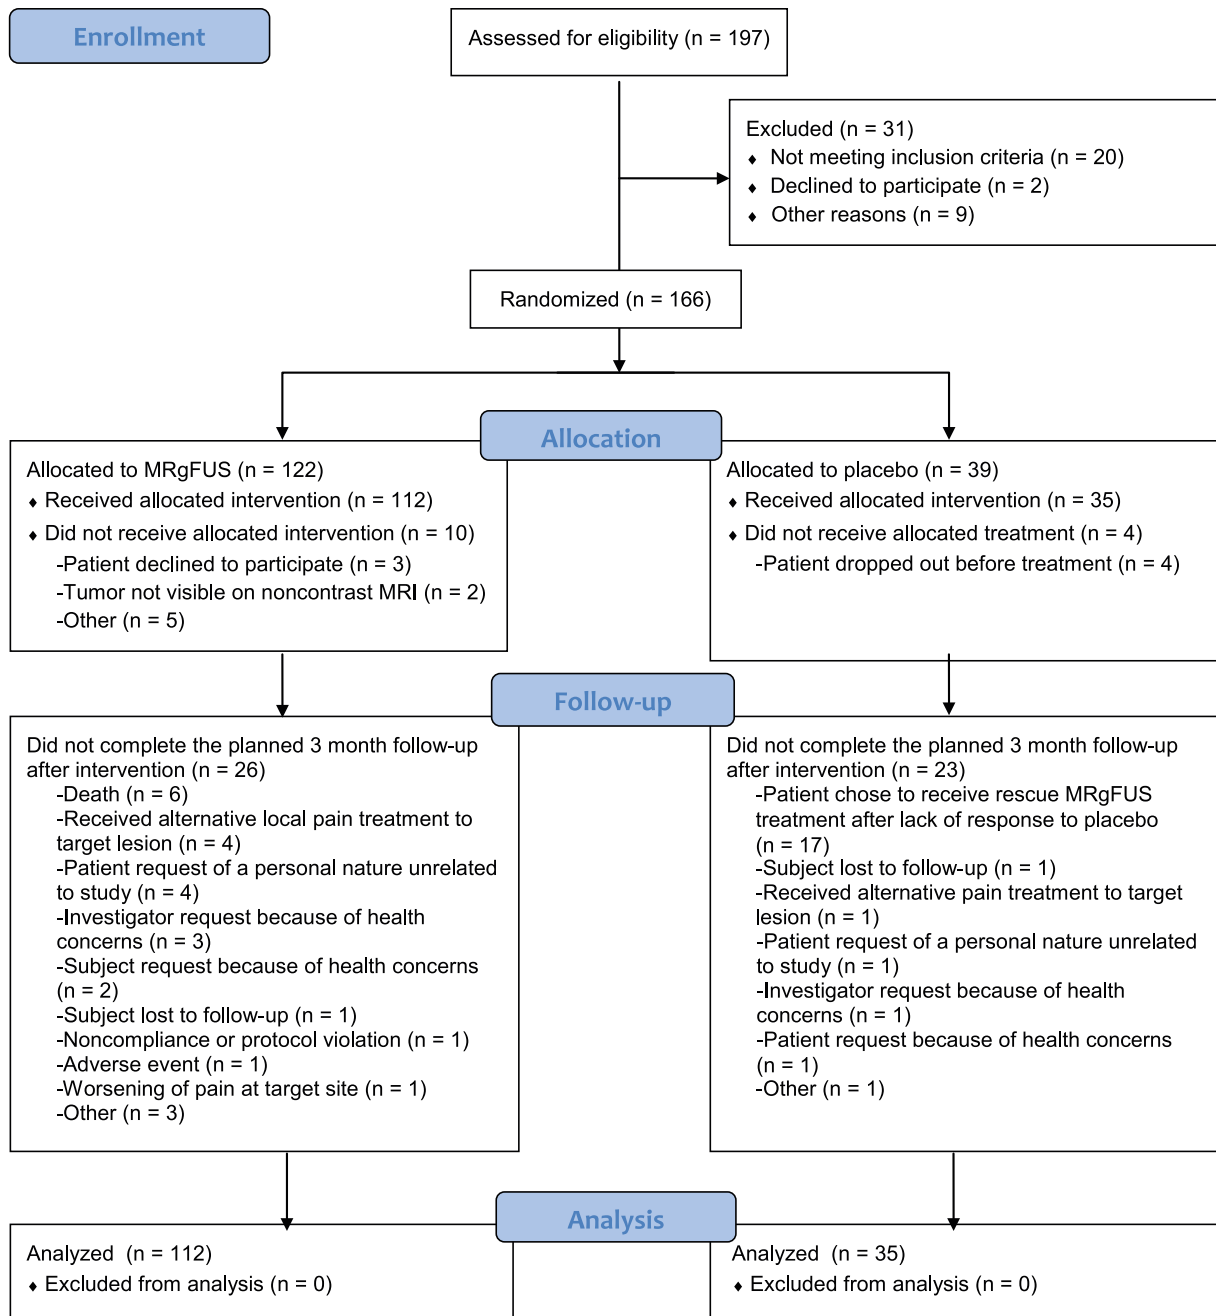 Enrollment
Assessed for eligibility (n = 197)
Excluded (n = 31)
♦ Not meeting inclusion criteria (n = 20)
♦ Declined to participate (n = 2)
♦ Other reasons (n = 9)
Randomized (n = 166)
Allocation
Allocated to MRgFUS (n = 122)
♦ Received allocated intervention (n = 112)
♦ Did not receive allocated intervention (n = 10)
-Patient declined to participate (n = 3)
-Tumor not visible on noncontrast MRI (n = 2)
-Other (n = 5)
Allocated to placebo (n = 39)
♦ Received allocated intervention (n = 35)
♦ Did not receive allocated treatment (n = 4)
-Patient dropped out before treatment (n = 4)
Follow-up
Did not complete the planned 3 month follow-up
after intervention (n = 26)
-Death (n = 6)
-Received alternative local pain treatment to
target lesion (n = 4)
-Patient request of a personal nature unrelated
to study (n = 4)
-Investigator request because of health
concerns (n = 3)
-Subject request because of health concerns
(n = 2)
-Subject lost to follow-up (n = 1)
-Noncompliance or protocol violation (n = 1)
-Adverse event (n = 1)
-Worsening of pain at target site (n = 1)
-Other (n = 3)
Did not complete the planned 3 month follow-up
after intervention (n = 23)
-Patient chose to receive rescue MRgFUS
treatment after lack of response to placebo
(n = 17)
-Subject lost to follow-up (n = 1)
-Received alternative pain treatment to target
lesion (n = 1)
-Patient request of a personal nature unrelated
to study (n = 1)
-Investigator request because of health
concerns (n = 1)
-Patient request because of health concerns
(n = 1)
-Other (n = 1)
Analysis
Analyzed (n = 112)
♦ Excluded from analysis (n = 0)
Analyzed (n = 35)
♦ Excluded from analysis (n = 0)